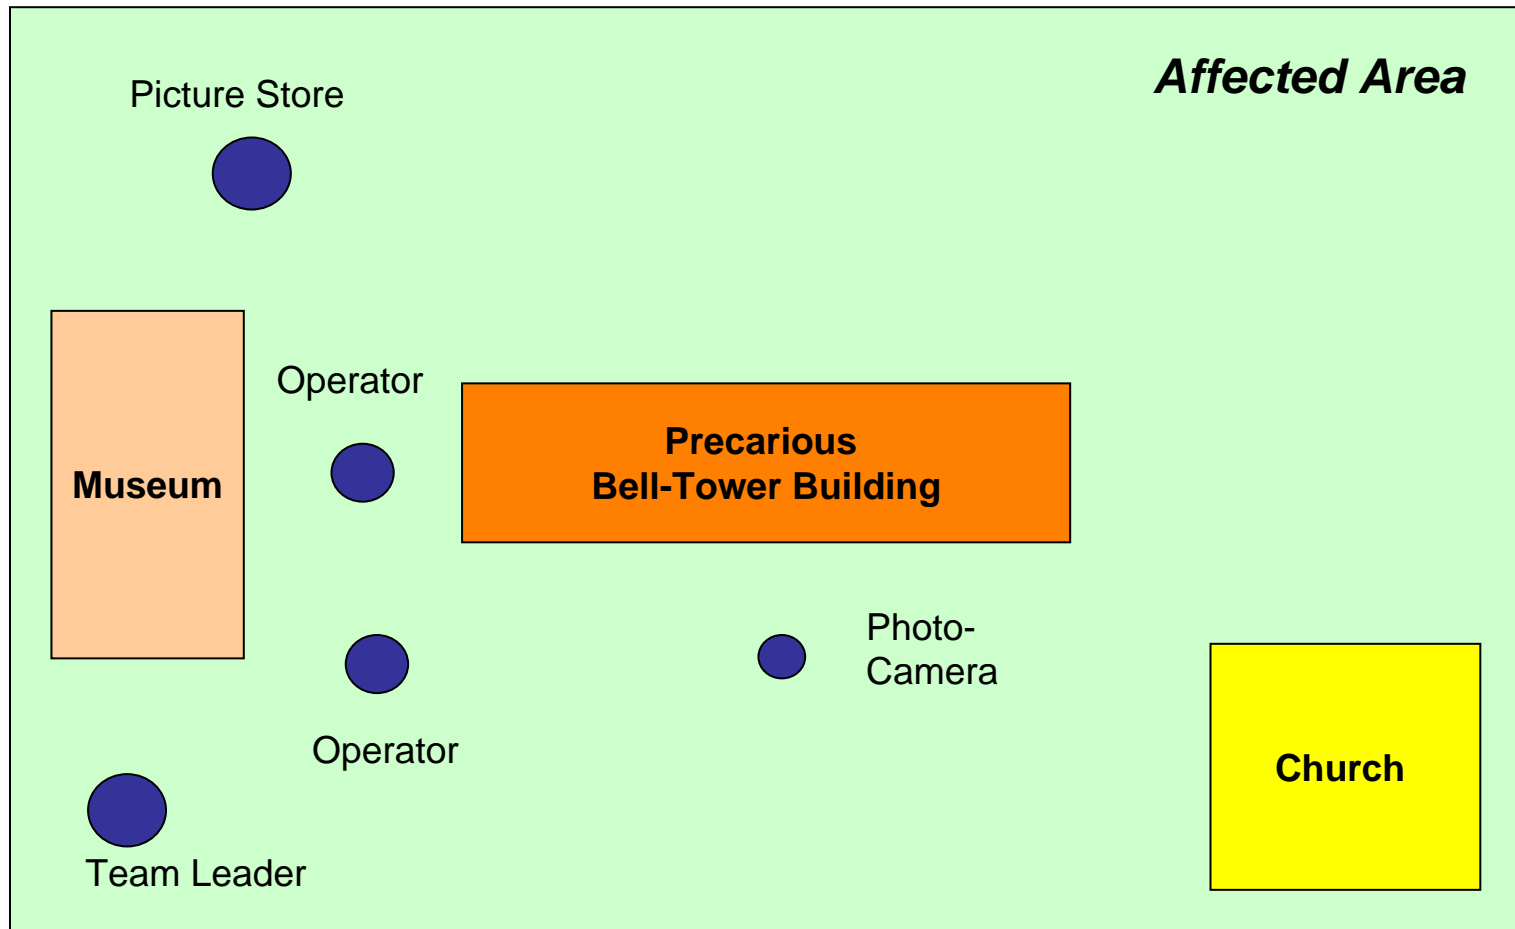 Affected Area
Picture Store
Operator
Precarious
Bell-Tower Building
Museum
Photo-
Camera
Operator
Church
Team Leader